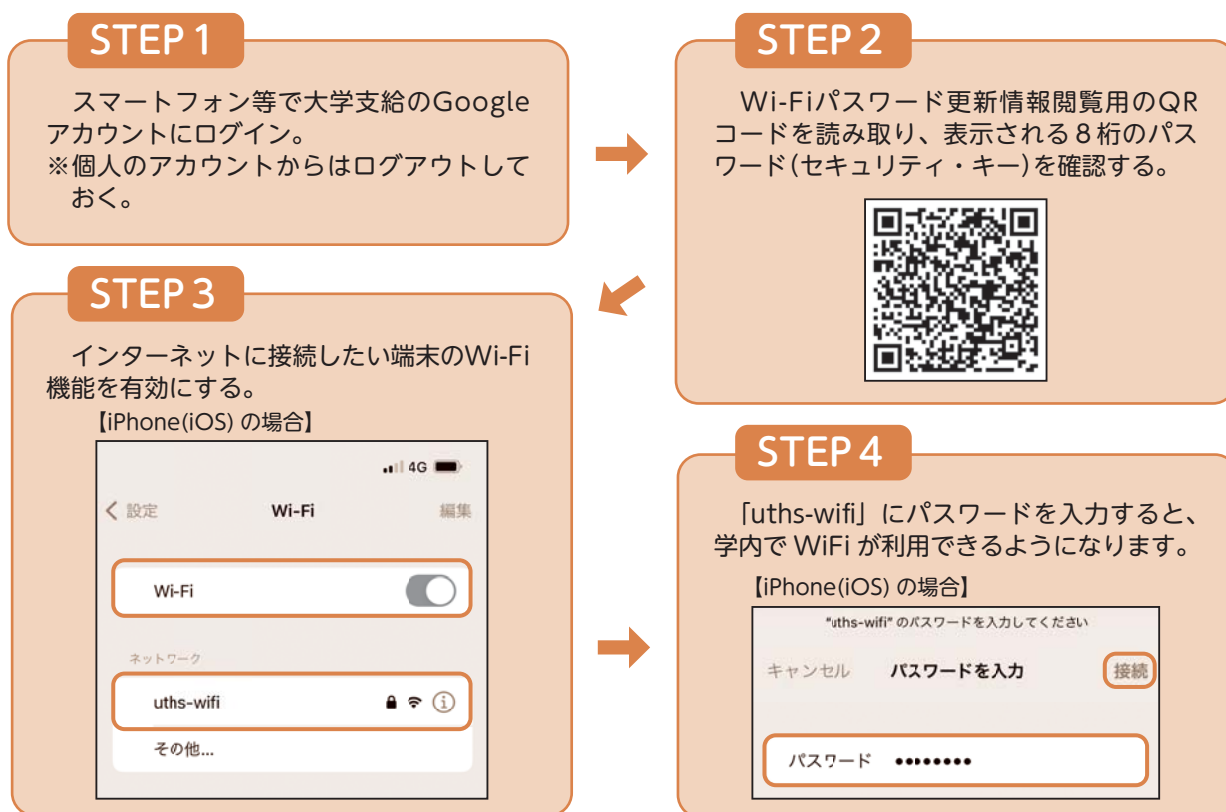 STEP 1
スマートフォン等で大学支給のGoogle
アカウントにログイン。
※個人のアカウントからはログアウトして
おく。
STEP 2
Wi-Fiパスワード更新情報閲覧用のQR
コードを読み取り、表示される8桁のパス
ワード(セキュリティ・キー)を確認する。
STEP 3
インターネットに接続したい端末のWi-Fi
機能を有効にする。
【iPhone(iOS) の場合】
4G
設定 Wi-Fi 編集
Wi-Fi
ネットワーク
uths-wifi
その他...
STEP 4
「uths-wifi」にパスワードを入力すると、
学内で WiFi が利用できるようになります。
【iPhone(iOS) の場合】
"uths-wifi" のパスワードを入力してください
キャンセル パスワードを入力 接続
パスワード ●●●●●●●●